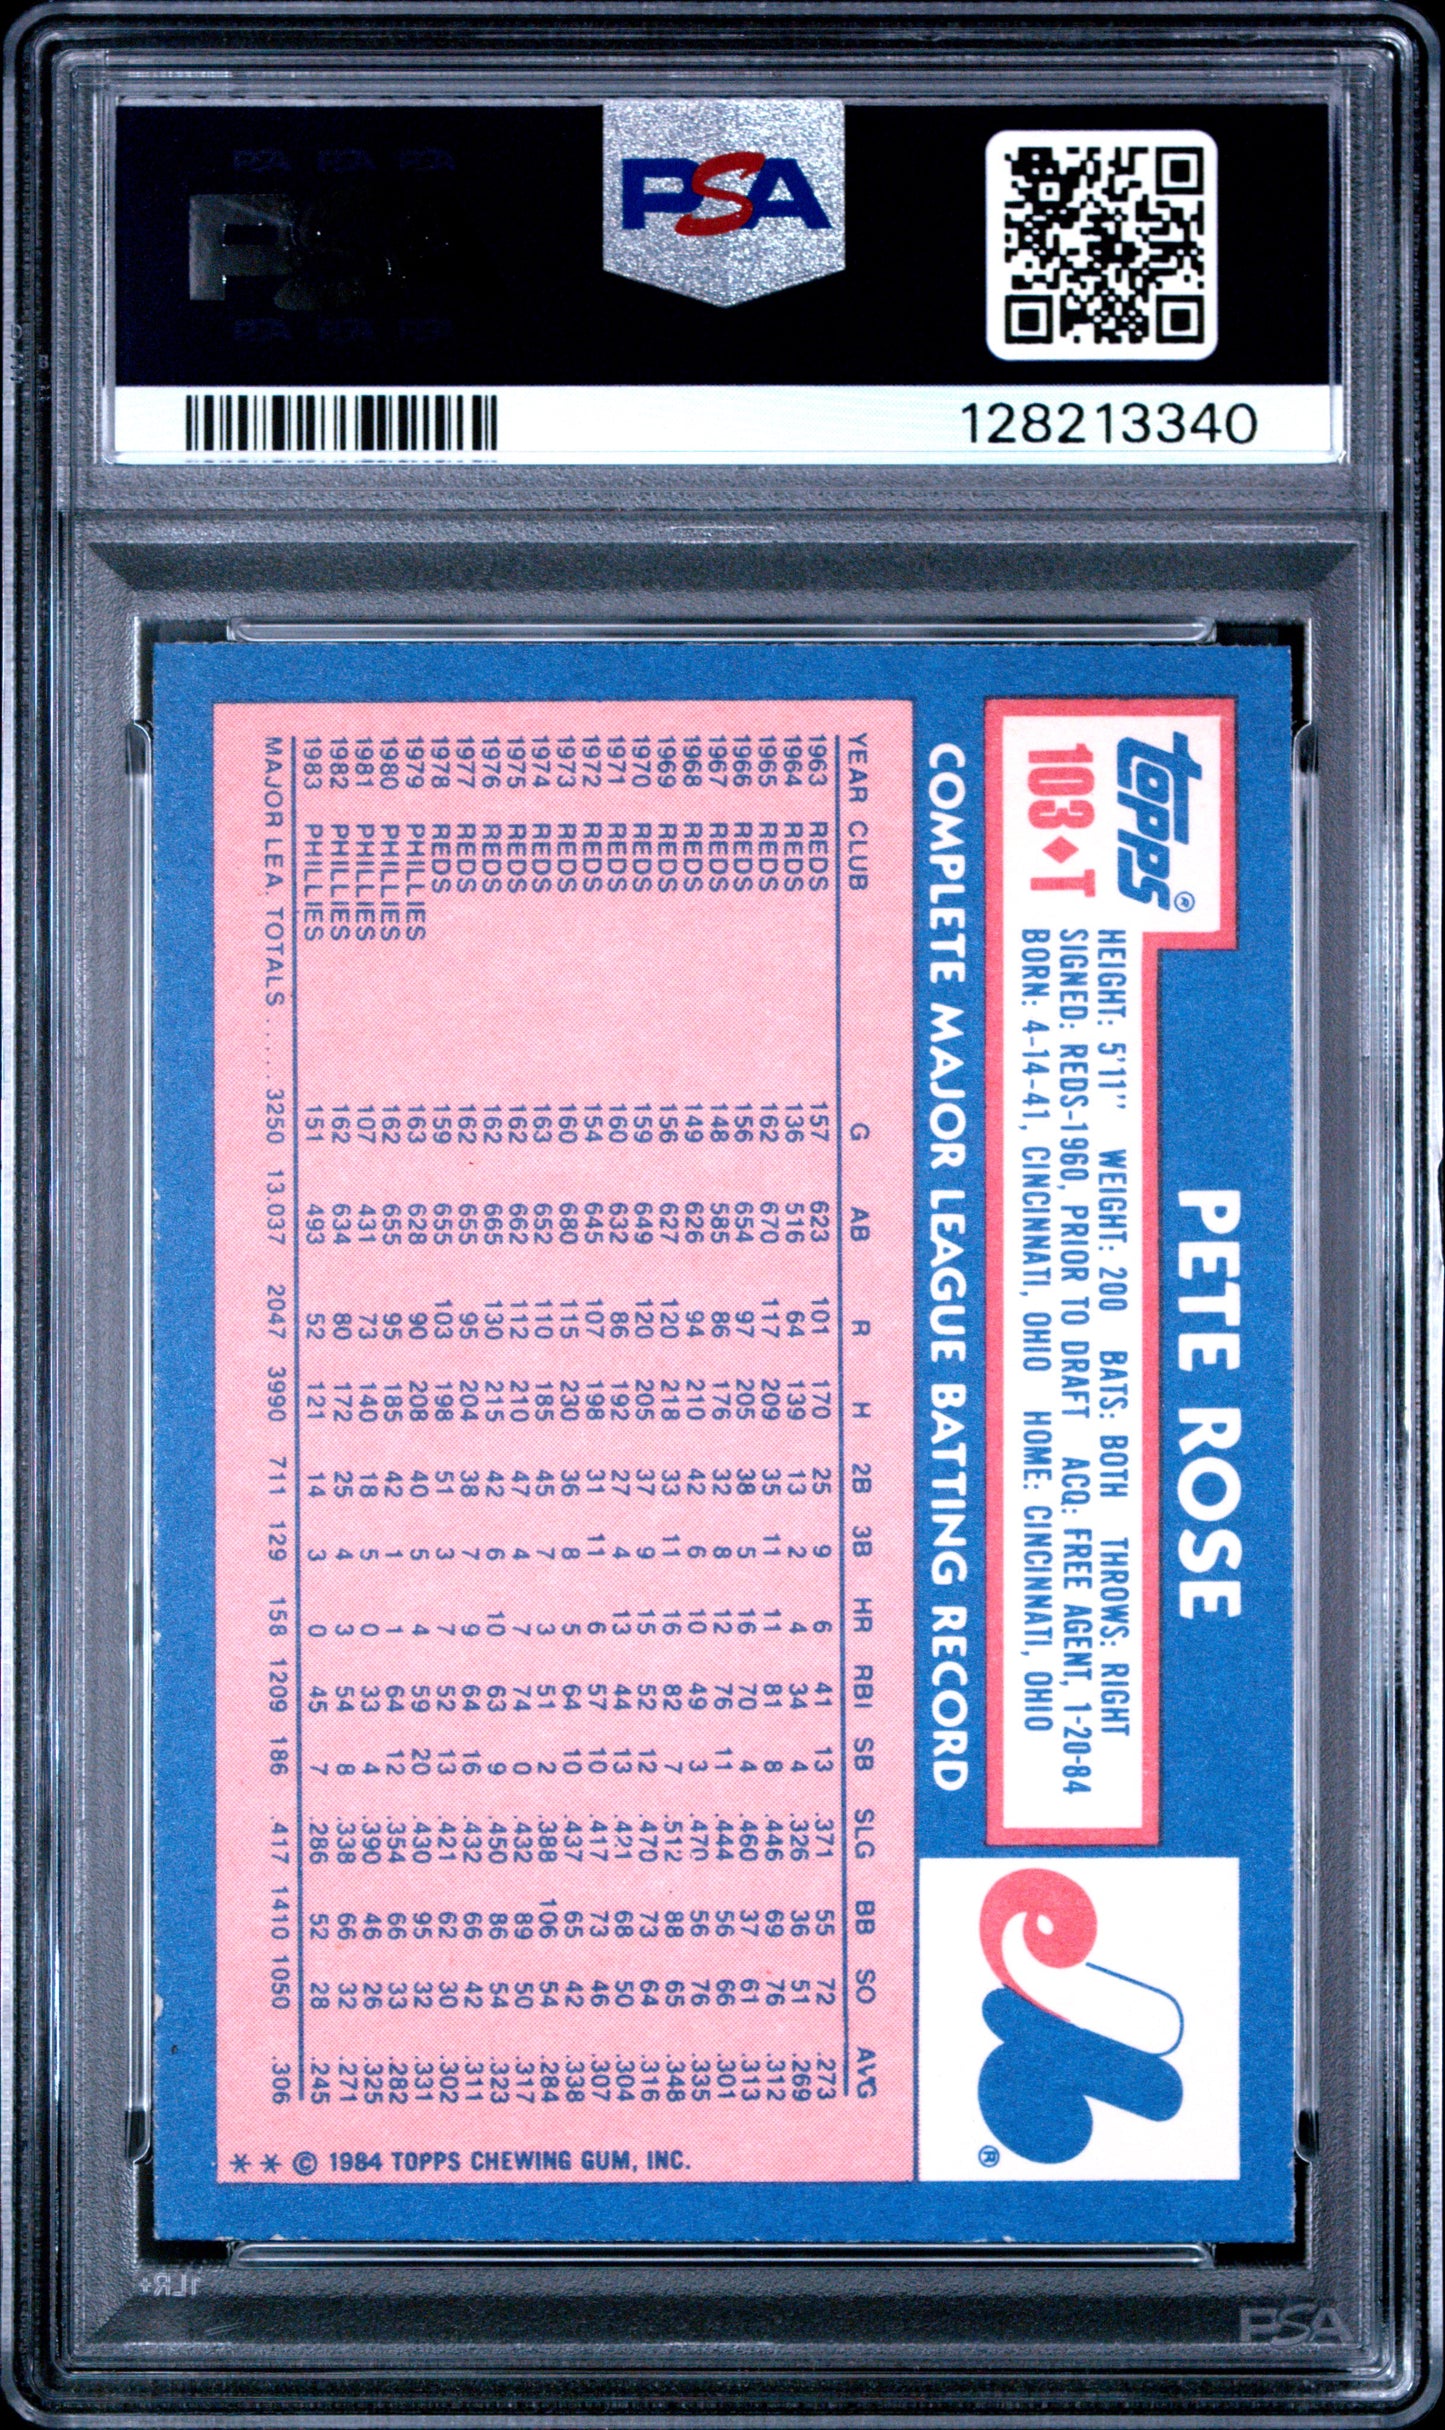 PSA
128213340
PETE ROSE
topps®
103♦T
HEIGHT: 5'11" WEIGHT: 200 BATS: BOTH THROWS: RIGHT
SIGNED: REDS-1960, PRIOR TO DRAFT ACQ: FREE AGENT, 1-20-84
BORN: 4-14-41, CINCINNATI, OHIO HOME: CINCINNATI, OHIO
®
COMPLETE MAJOR LEAGUE BATTING RECORD
YEAR CLUB G AB R H 2B 3B HR RBI SB SLG BB SO AVG
1963 REDS 157 623 101 170 25 9 6 41 13 .371 55 72 .273
1964 REDS 136 516 64 139 13 2 4 34 4 .326 36 51 .269
1965 REDS 162 670 117 209 35 11 11 81 8 .446 69 76 .312
1966 REDS 156 654 97 205 38 5 16 70 4 .460 37 61 .313
1967 REDS 148 585 86 176 32 8 12 76 11 .444 56 66 .301
1968 REDS 149 626 94 210 42 6 10 49 3 .470 56 76 .335
1969 REDS 156 627 120 218 33 11 16 82 7 .512 88 65 .348
1970 REDS 159 649 120 205 37 9 15 52 12 .470 73 64 .316
1971 REDS 160 632 86 192 27 4 13 44 13 .421 68 50 .304
1972 REDS 154 645 107 198 31 11 6 57 10 .417 73 46 .307
1973 REDS 160 680 115 230 36 8 5 64 10 .437 65 42 .338
1974 REDS 163 652 110 185 45 7 3 51 2 .388 106 54 .284
1975 REDS 162 662 112 210 47 4 7 74 0 .432 89 50 .317
1976 REDS 162 665 130 215 42 6 10 63 9 .450 86 54 .323
1977 REDS 162 655 95 204 38 7 9 64 16 .432 66 42 .311
1978 REDS 159 655 103 198 51 3 7 52 13 .421 62 30 .302
1979 PHILLIES 163 628 90 208 40 5 4 59 20 .430 95 32 .331
1980 PHILLIES 162 655 95 185 42 1 1 64 12 .354 66 33 .282
1981 PHILLIES 107 431 73 140 18 5 0 33 4 .390 46 26 .325
1982 PHILLIES 162 634 80 172 25 4 3 54 8 .338 66 32 .271
1983 PHILLIES 151 493 52 121 14 3 0 45 7 .286 52 28 .245
MAJOR LEA. TOTALS .... 3250 13.037 2047 3990 711 129 158 1209 186 .417 1410 1050 .306
** © 1984 TOPPS CHEWING GUM, INC.
PSA